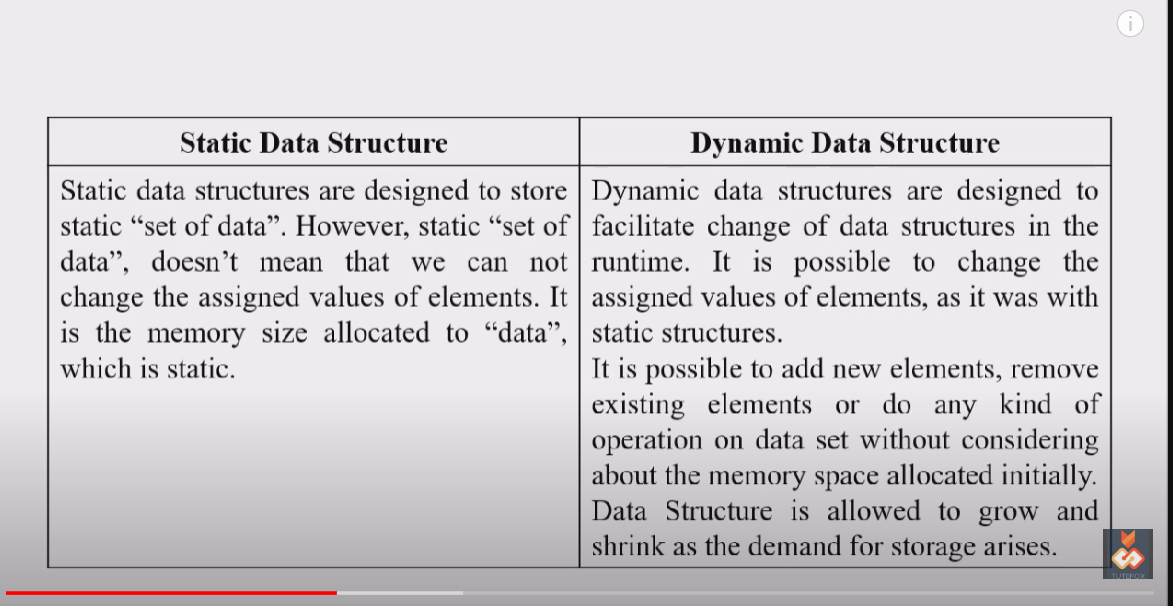 Static Data Structure
Dynamic Data Structure
Static data structures are designed to store
static “set of data”. However, static “set of
data”, doesn’t mean that we can not
change the assigned values of elements. It
is the memory size allocated to “data”,
which is static.
Dynamic data structures are designed to
facilitate change of data structures in the
runtime. It is possible to change the
assigned values of elements, as it was with
static structures.
It is possible to add new elements, remove
existing elements or do any kind of
operation on data set without considering
about the memory space allocated initially.
Data Structure is allowed to grow and
shrink as the demand for storage arises.
TUTEFOX